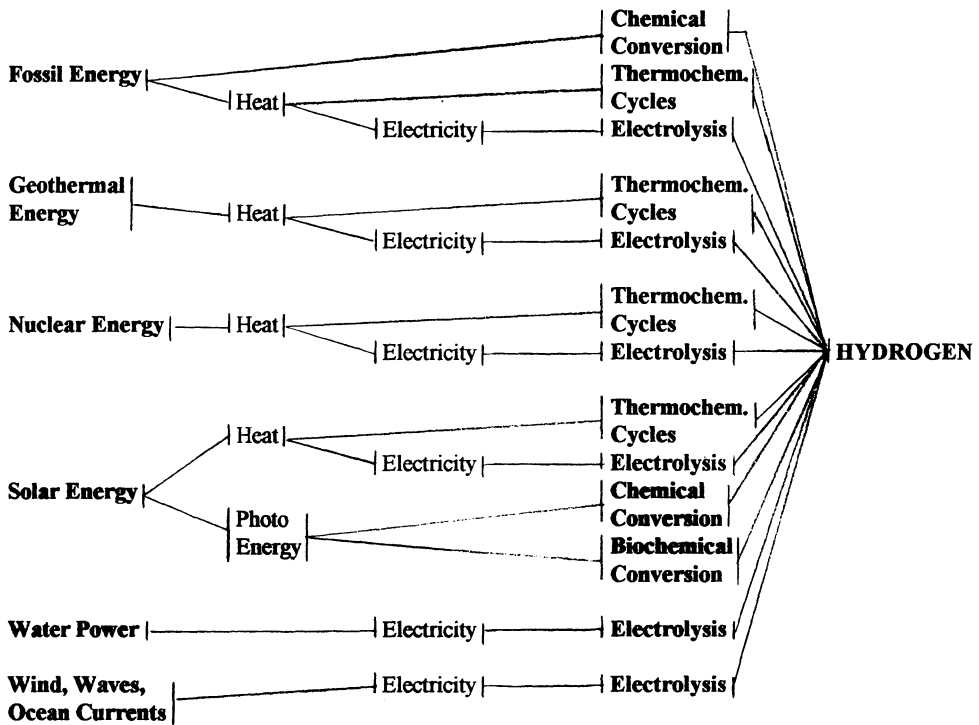 Chemical
Conversion
Fossil Energy
Thermochem.
Cycles
Heat
Electricity
Electrolysis
Geothermal
Energy
Heat
Thermochem.
Cycles
Electricity
Electrolysis
Nuclear Energy
Heat
Thermochem.
Cycles
Electricity
Electrolysis
HYDROGEN
Solar Energy
Heat
Thermochem.
Cycles
Electricity
Electrolysis
Photo
Energy
Chemical
Conversion
Biochemical
Conversion
Water Power
Electricity
Electrolysis
Wind, Waves,
Ocean Currents
Electricity
Electrolysis